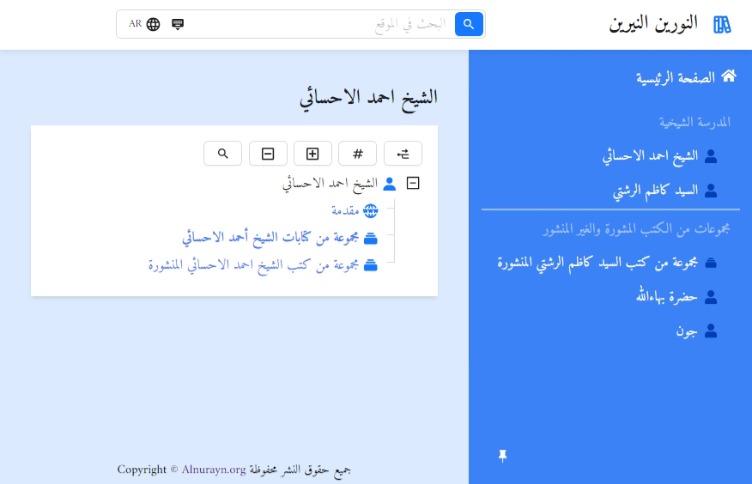 النورين النيرين
البحث في الموقع
AR
الصفحة الرئيسية
المدرسة الشيخية
الشيخ احمد الاحسائي
السيد كاظم الرشتي
مجموعات من الكتب المشورة والغير المنشور
مجموعة من كتب السيد كاظم الرشتي المنشورة
حضرة بهاءالله
جون
الشيخ احمد الاحسائي
#
الشيخ احمد الاحسائي
مقدمة
مجموعة من كتابات الشيخ أحمد الاحسائي
مجموعة من كتب الشيخ احمد الاحسائي المنشورة
جميع حقوق النشر محفوظة Copyright © Alnurayn.org